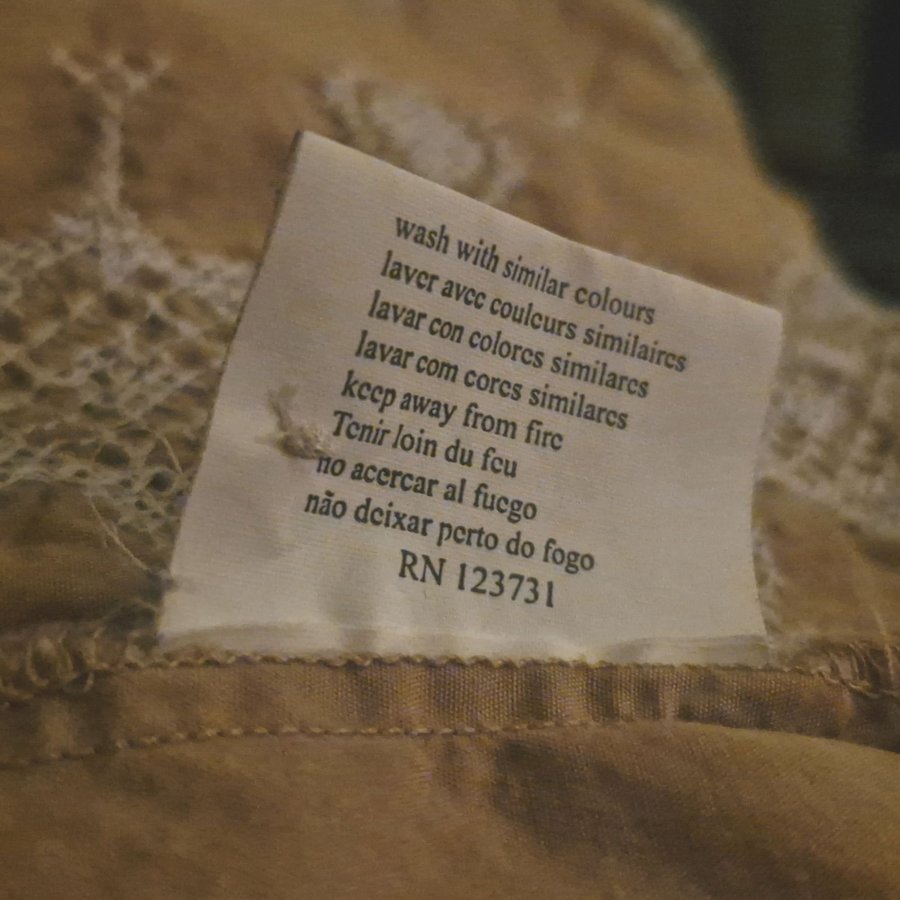 wash with similar colours
laver avec couleurs similaires
lavar con colores similares
lavar com cores similares
keep away from fire
Tenir loin du feu
no acercar al fuego
não deixar perto do fogo
RN 123731